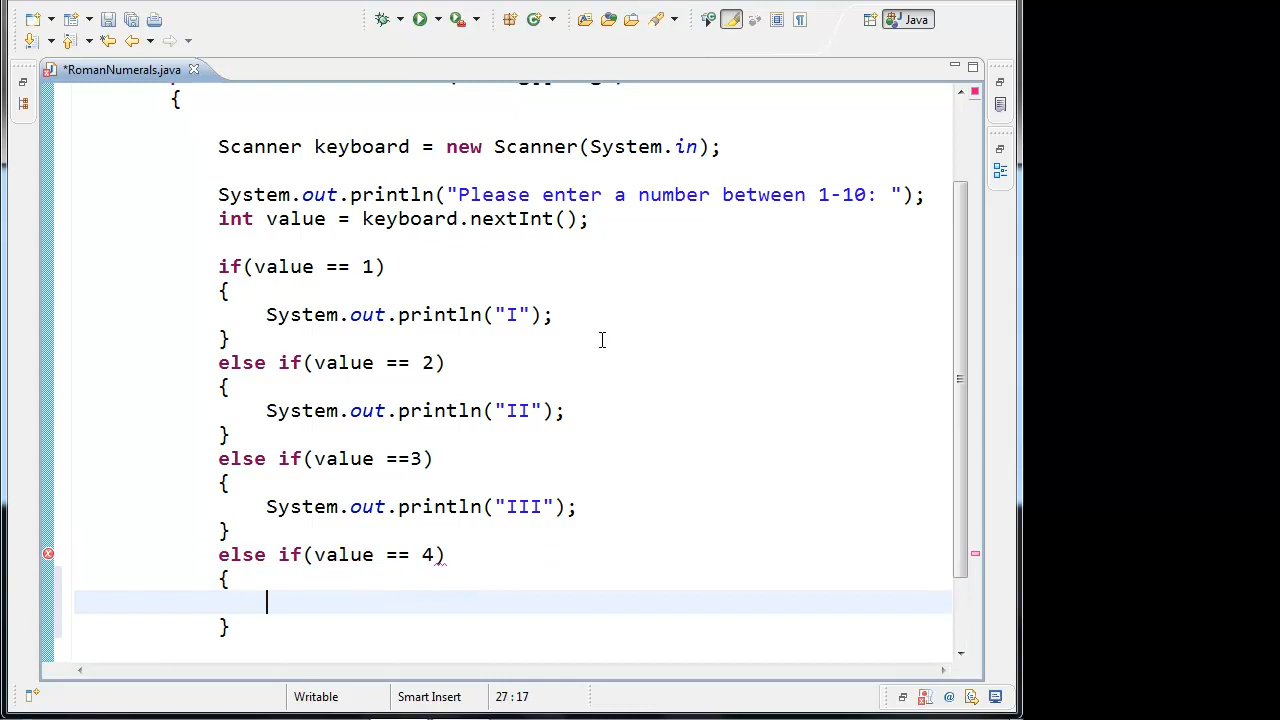 Java
*RomanNumerals.java
{
Scanner keyboard = new Scanner(System.in);
System.out.println("Please enter a number between 1-10: ");
int value = keyboard.nextInt();
if(value == 1)
{
System.out.println("I");
}
else if(value == 2)
{
System.out.println("II");
}
else if(value ==3)
{
System.out.println("III");
}
else if(value == 4)
{
}
Writable
Smart Insert
27:17